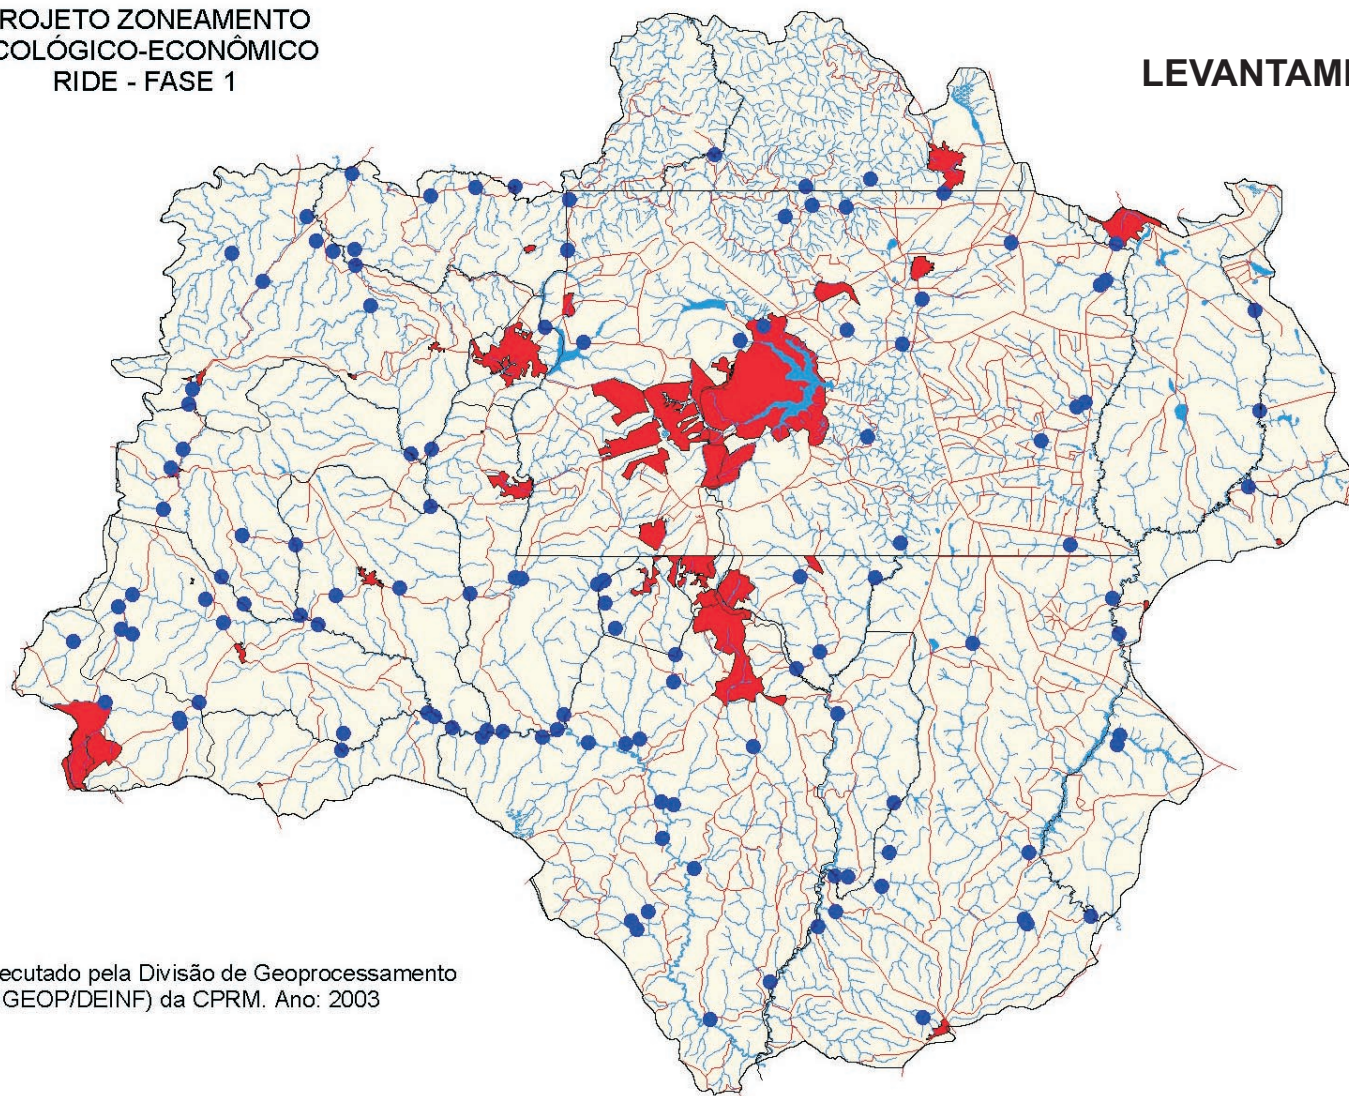 ROJETO ZONEAMENTO
COLÓGICO-ECONÔMICO
RIDE - FASE 1
LEVANTAM
ecutado pela Divisão de Geoprocessamento
GEOP/DEINF) da CPRM. Ano: 2003